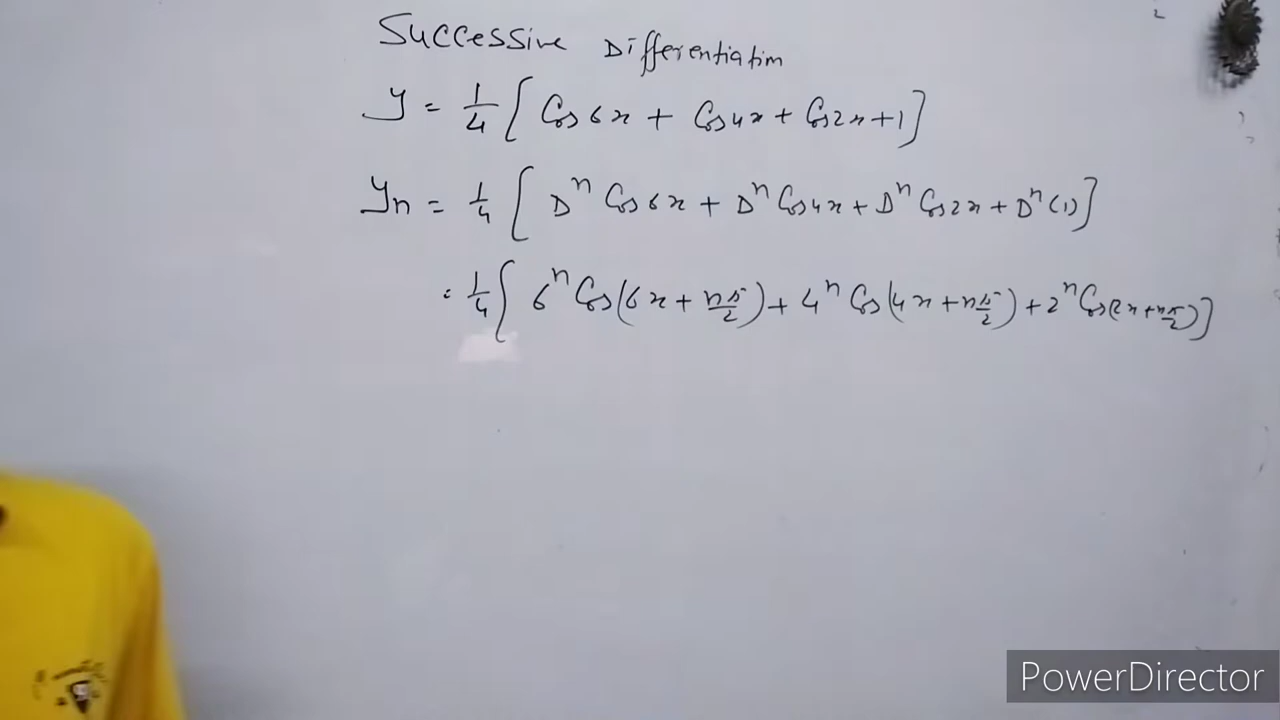 Successive Differentiation
y = 1/4 [ Cos 6x + Cos 4x + Cos 2x + 1 ]
yn = 1/4 [ D^n Cos 6x + D^n Cos 4x + D^n Cos 2x + D^n (1) ]
= 1/4 [ 6^n Cos(6x + nπ/2) + 4^n Cos(4x + nπ/2) + 2^n Cos(2x + nπ/2) ]
PowerDirector